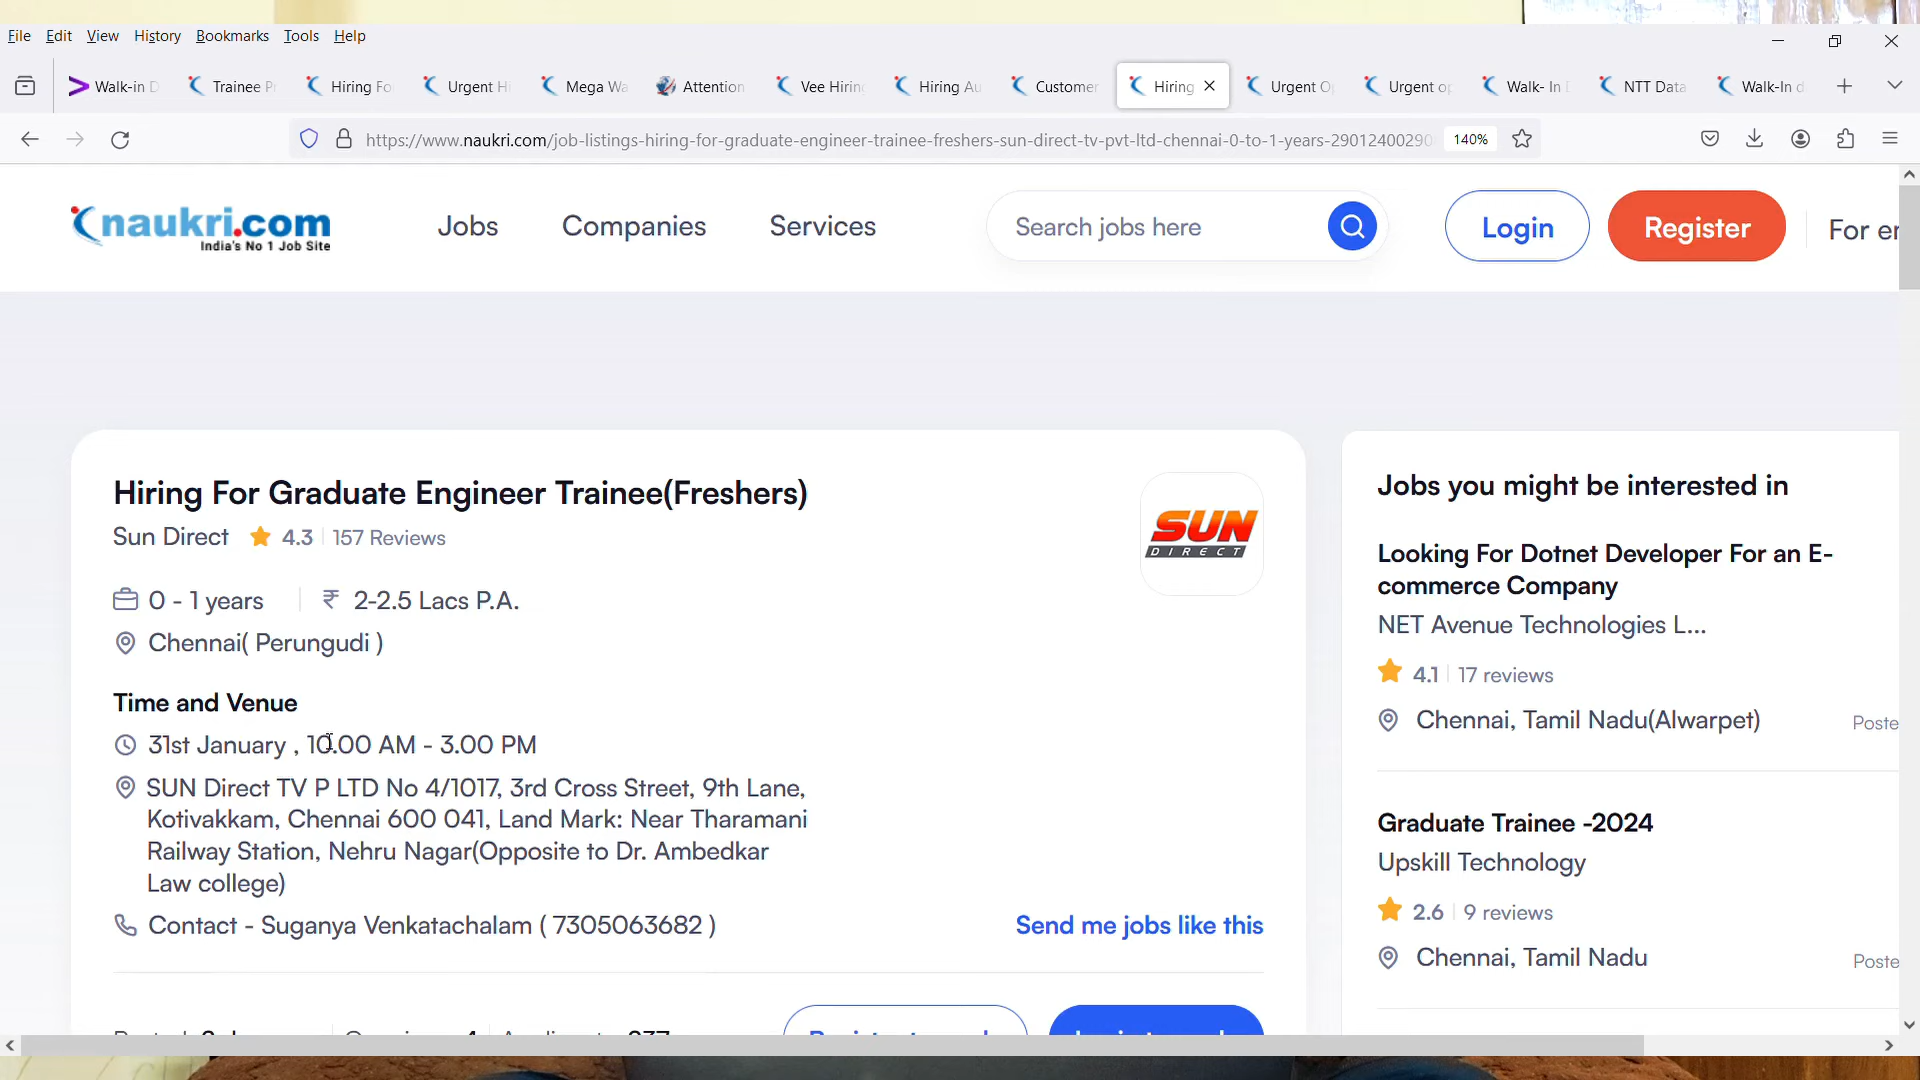 File Edit View History Bookmarks Tools Help
Walk-in D Trainee P Hiring Fo Urgent Hi Mega Wa Attention Vee Hirin Hiring Au Customer Hiring Urgent O Urgent op Walk- In D NTT Data Walk-In d
https://www.naukri.com/job-listings-hiring-for-graduate-engineer-trainee-freshers-sun-direct-tv-pvt-ltd-chennai-0-to-1-years-29012400290 140%
naukri.com
India's No 1 Job Site
Jobs Companies Services Search jobs here Login Register For er
Hiring For Graduate Engineer Trainee(Freshers)
Sun Direct 4.3 157 Reviews
SUN
DIRECT
0 - 1 years ₹ 2-2.5 Lacs P.A.
Chennai( Perungudi )
Time and Venue
31st January , 10.00 AM - 3.00 PM
SUN Direct TV P LTD No 4/1017, 3rd Cross Street, 9th Lane,
Kotivakkam, Chennai 600 041, Land Mark: Near Tharamani
Railway Station, Nehru Nagar(Opposite to Dr. Ambedkar
Law college)
Contact - Suganya Venkatachalam ( 7305063682 )
Send me jobs like this
Jobs you might be interested in
Looking For Dotnet Developer For an E-
commerce Company
NET Avenue Technologies L...
4.1 17 reviews
Chennai, Tamil Nadu(Alwarpet) Poste
Graduate Trainee -2024
Upskill Technology
2.6 9 reviews
Chennai, Tamil Nadu Poste